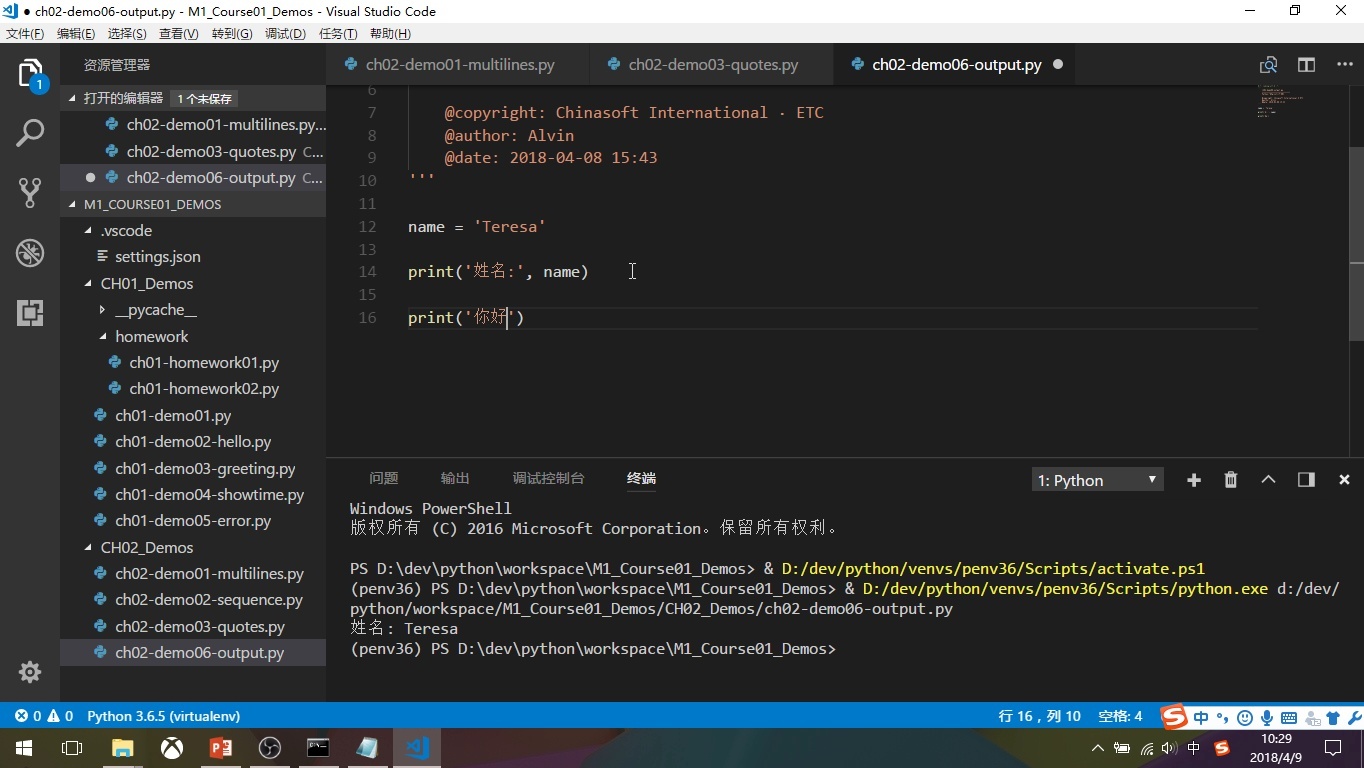 ch02-demo06-output.py - M1_Course01_Demos - Visual Studio Code
文件(F) 编辑(E) 选择(S) 查看(V) 转到(G) 调试(D) 任务(T) 帮助(H)
资源管理器
ch02-demo01-multilines.py ch02-demo03-quotes.py ch02-demo06-output.py
1
打开的编辑器 1 个未保存
ch02-demo01-multilines.py...
ch02-demo03-quotes.py C...
ch02-demo06-output.py C...
M1_COURSE01_DEMOS
.vscode
settings.json
CH01_Demos
__pycache__
homework
ch01-homework01.py
ch01-homework02.py
ch01-demo01.py
ch01-demo02-hello.py
ch01-demo03-greeting.py
ch01-demo04-showtime.py
ch01-demo05-error.py
CH02_Demos
ch02-demo01-multilines.py
ch02-demo02-sequence.py
ch02-demo03-quotes.py
ch02-demo06-output.py
6
7 @copyright: Chinasoft International · ETC
8 @author: Alvin
9 @date: 2018-04-08 15:43
10 '''
11
12 name = 'Teresa'
13
14 print('姓名:', name)
15
16 print('你好')
问题 输出 调试控制台 终端 1: Python
Windows PowerShell
版权所有 (C) 2016 Microsoft Corporation。保留所有权利。
PS D:\dev\python\workspace\M1_Course01_Demos> & D:/dev/python/venvs/penv36/Scripts/activate.ps1
(penv36) PS D:\dev\python\workspace\M1_Course01_Demos> & D:/dev/python/venvs/penv36/Scripts/python.exe d:/dev/
python/workspace/M1_Course01_Demos/CH02_Demos/ch02-demo06-output.py
姓名: Teresa
(penv36) PS D:\dev\python\workspace\M1_Course01_Demos>
0 0 Python 3.6.5 (virtualenv) 行 16，列 10 空格: 4 中
中 10:29
2018/4/9